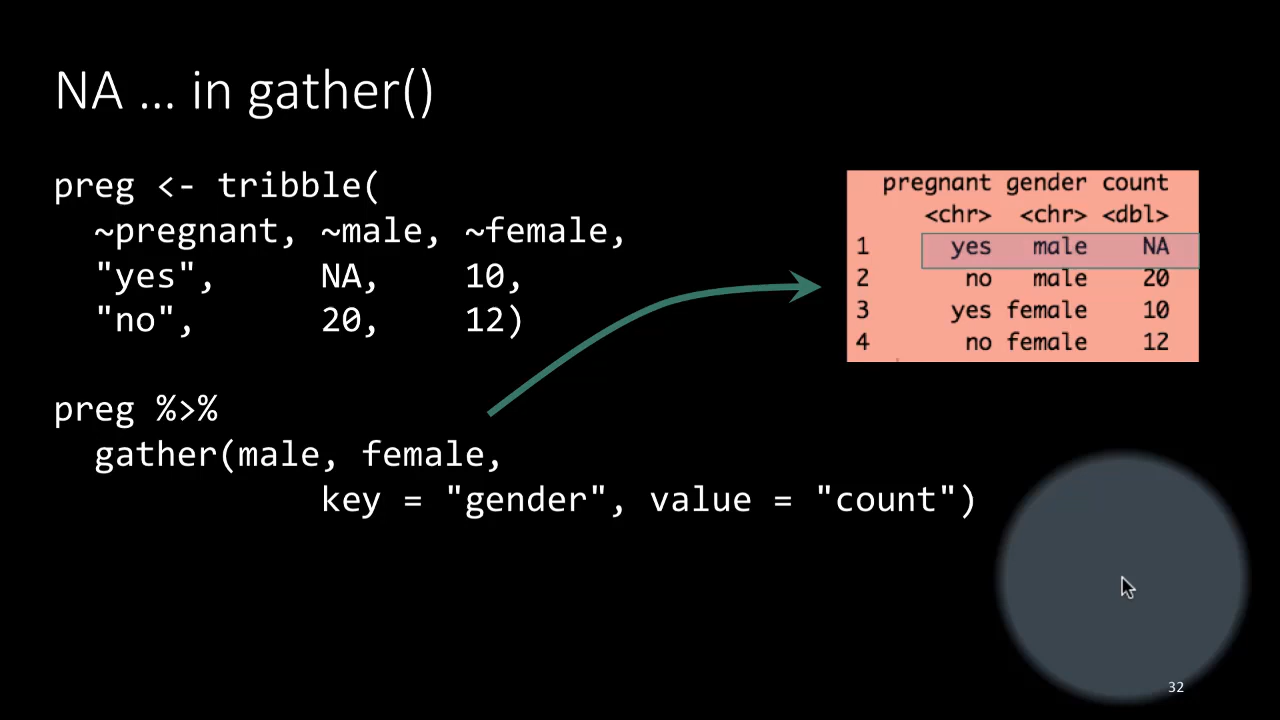 NA … in gather()
preg <- tribble(
~pregnant, ~male, ~female,
"yes", NA, 10,
"no", 20, 12)
preg %>%
gather(male, female,
key = "gender", value = "count")
pregnant gender count
<chr> <chr> <dbl>
1 yes male NA
2 no male 20
3 yes female 10
4 no female 12
32